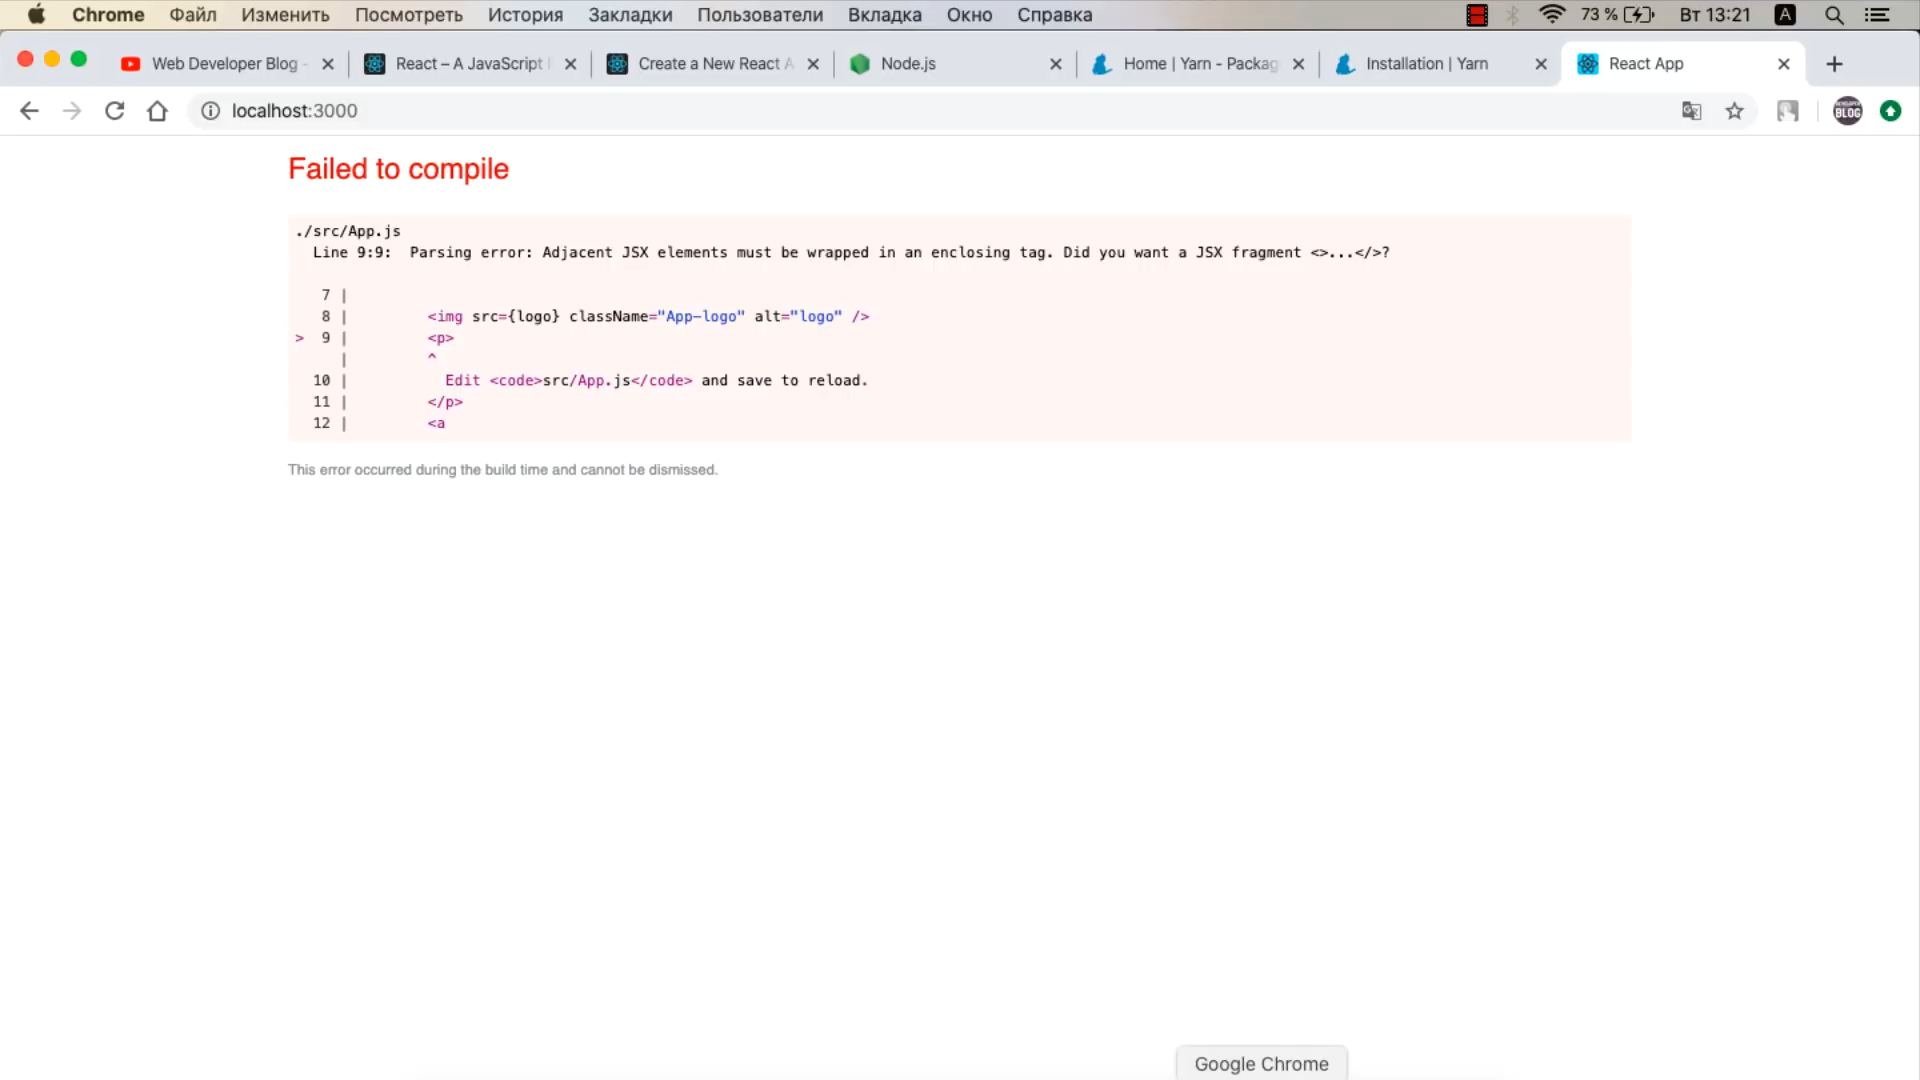 Chrome Файл Изменить Посмотреть История Закладки Пользователи Вкладка Окно Справка 73 % Вт 13:21 A
Web Developer Blog - React – A JavaScript Create a New React A Node.js Home | Yarn - Packag Installation | Yarn React App
localhost:3000 BLOG
Failed to compile
./src/App.js
Line 9:9: Parsing error: Adjacent JSX elements must be wrapped in an enclosing tag. Did you want a JSX fragment <>...</>?
7 |
8 | <img src={logo} className="App-logo" alt="logo" />
> 9 | <p>
| ^
10 | Edit <code>src/App.js</code> and save to reload.
11 | </p>
12 | <a
This error occurred during the build time and cannot be dismissed.
Google Chrome